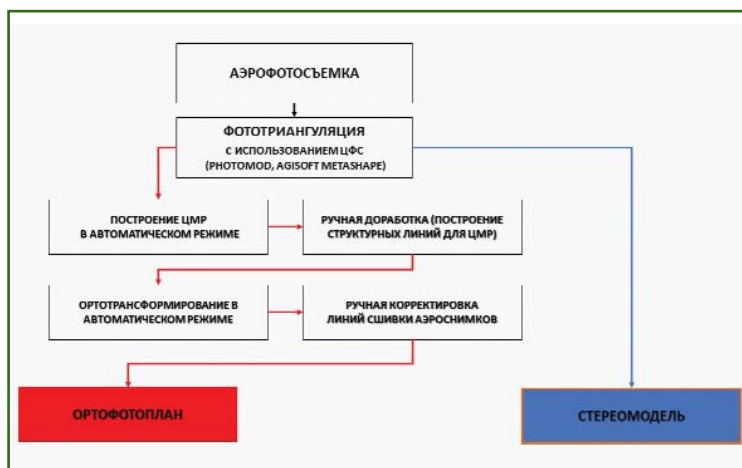 АЭРОФОТОСЪЕМКА
ФОТОТРИАНГУЛЯЦИЯ
С ИСПОЛЬЗОВАНИЕМ ЦФС
(PHOTOMOD, AGISOFT METASHAPE)
ПОСТРОЕНИЕ ЦМР
В АВТОМАТИЧЕСКОМ РЕЖИМЕ
РУЧНАЯ ДОРАБОТКА (ПОСТРОЕНИЕ
СТРУКТУРНЫХ ЛИНИЙ ДЛЯ ЦМР)
ОРТОТРАНСФОРМИРОВАНИЕ В
АВТОМАТИЧЕСКОМ РЕЖИМЕ
РУЧНАЯ КОРРЕКТИРОВКА
ЛИНИЙ СШИВКИ АЭРОСНИМКОВ
ОРТОФОТОПЛАН
СТЕРЕОМОДЕЛЬ